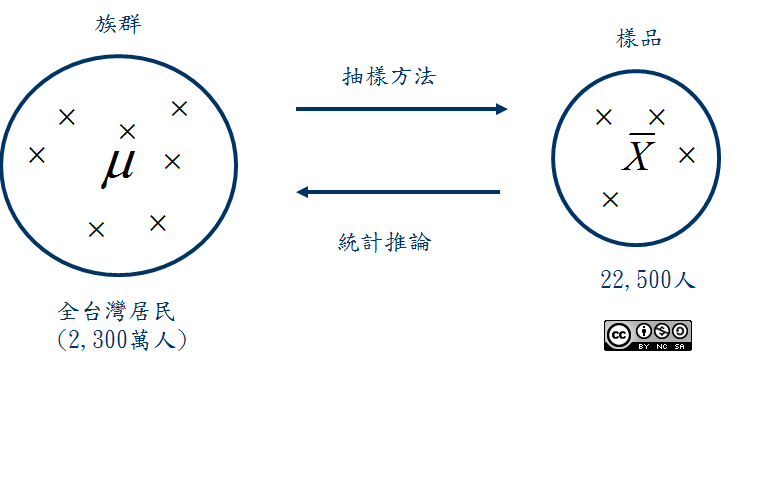 族群
樣品
抽樣方法
μ
X̄
統計推論
22,500人
全台灣居民
(2,300萬人)
cc
BY NC SA